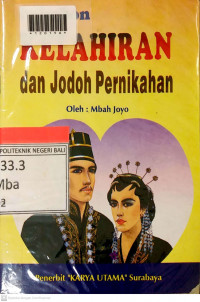 KELAHIRAN
dan Jodoh Pernikahan
Oleh : Mbah Joyo
POLITEKNIK NEGERI BALI
33.3
Mba
Penerbit "KARYA UTAMA" Surabaya